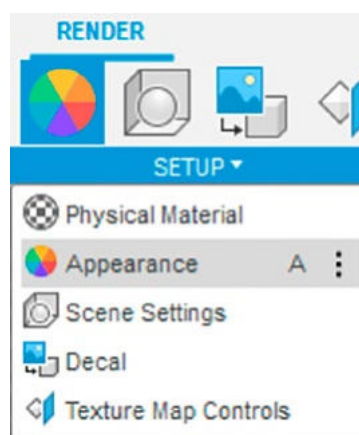 RENDER
SETUP
Physical Material
Appearance A
Scene Settings
Decal
Texture Map Controls